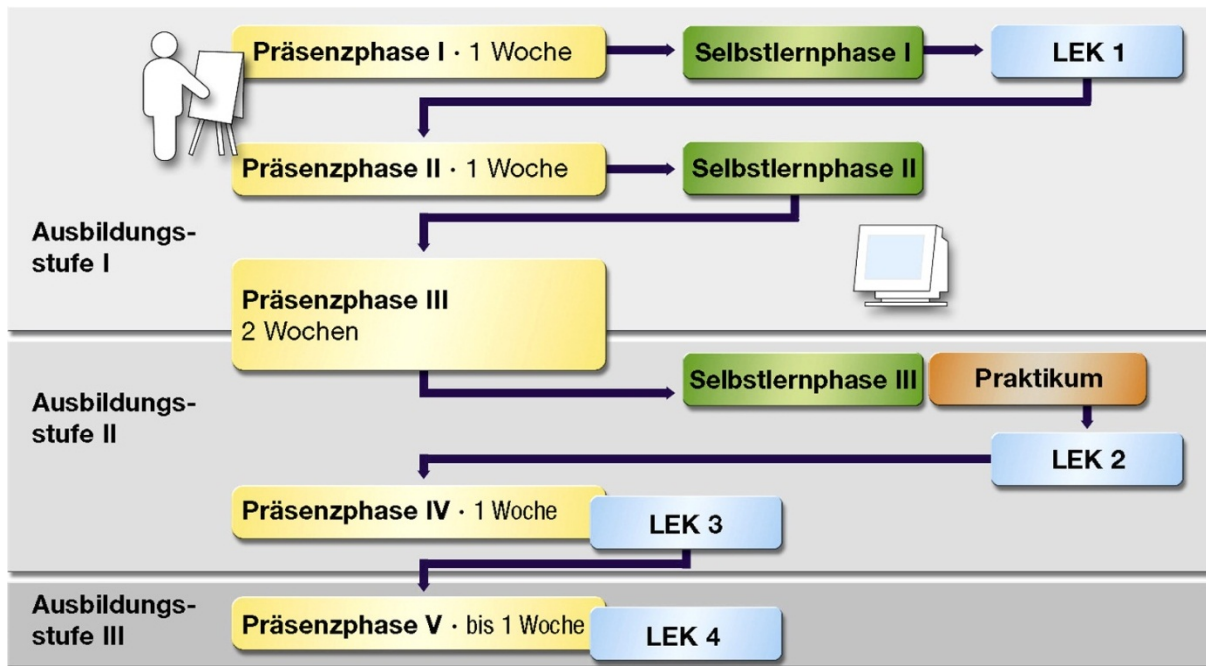 Präsenzphase I · 1 Woche
Selbstlernphase I
LEK 1
Präsenzphase II · 1 Woche
Selbstlernphase II
Ausbildungs-
stufe I
Präsenzphase III
2 Wochen
Ausbildungs-
stufe II
Selbstlernphase III
Praktikum
LEK 2
Präsenzphase IV · 1 Woche
LEK 3
Ausbildungs-
stufe III
Präsenzphase V · bis 1 Woche
LEK 4